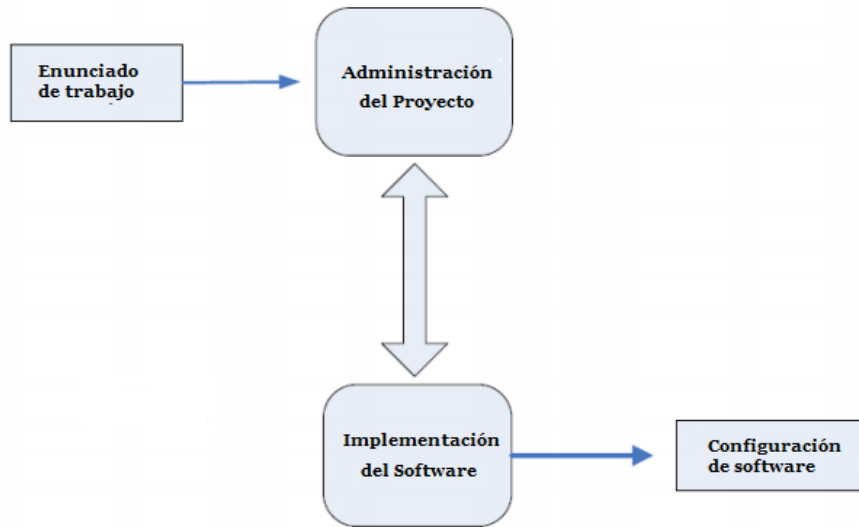 Enunciado
de trabajo
Administración
del Proyecto
Implementación
del Software
Configuración
de software